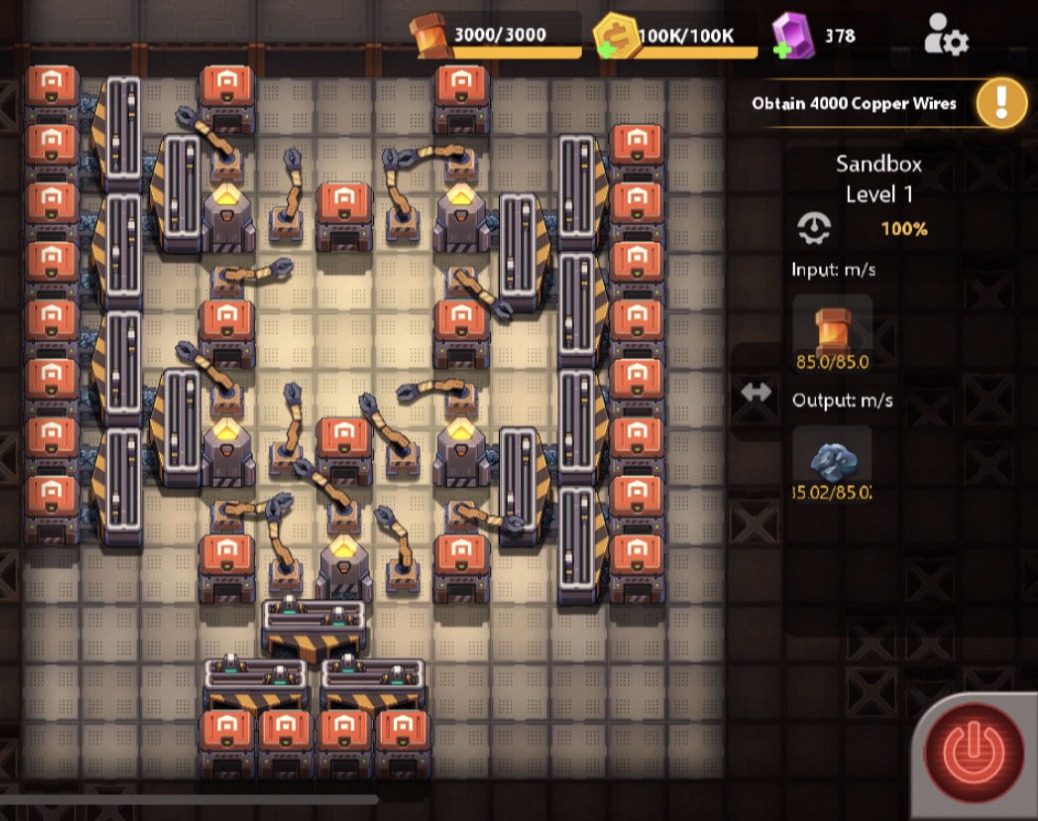 3000/3000
100K/100K
378
Obtain 4000 Copper Wires
Sandbox
Level 1
100%
Input: m/s
85.0/85.0
Output: m/s